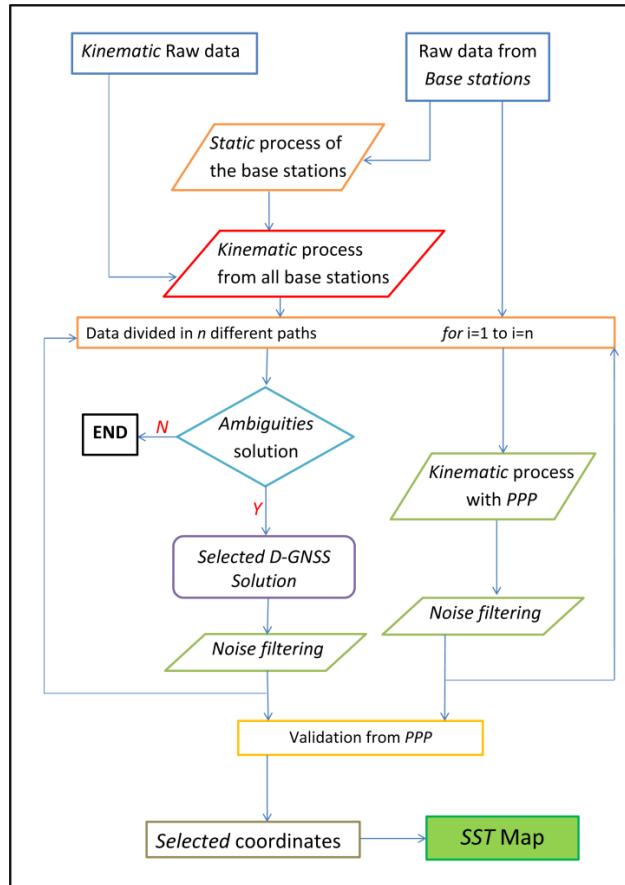 Kinematic Raw data
Raw data from
Base stations
Static process of
the base stations
Kinematic process
from all base stations
Data divided in n different paths
for i=1 to i=n
Ambiguities
solution
N
END
Y
Kinematic process
with PPP
Selected D-GNSS
Solution
Noise filtering
Noise filtering
Validation from PPP
Selected coordinates
SST Map